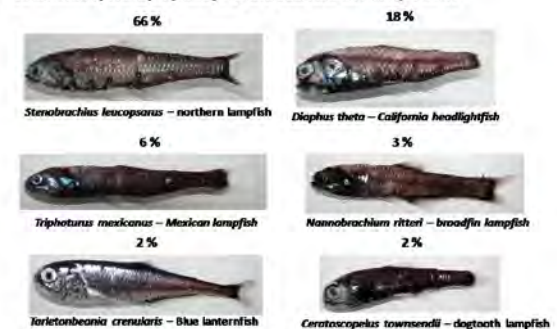 66 %
18 %
Stenobrachius leucopsarus – northern lampfish
Diaphus theta – California headlightfish
6 %
3 %
Triphoturus mexicanus – Mexican lampfish
Nannobrachium ritteri – broadfin lampfish
2 %
2 %
Tarletonbeania crenularis – Blue lanternfish
Ceratoscopelus townsendii – dogtooth lampfish